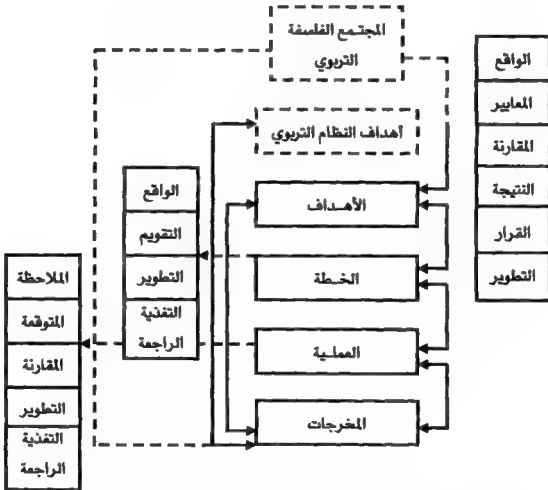 المجتمع الفلسفة
التربوي
أهداف النظام التربوي
الأهداف
الخطة
العملية
المخرجات
الواقع
المعايير
المقارنة
النتيجة
القرار
التطوير
الواقع
التقويم
التطوير
التغذية
الراجعة
الملاحظة
المتوقعة
المقارنة
التطوير
التغذية
الراجعة